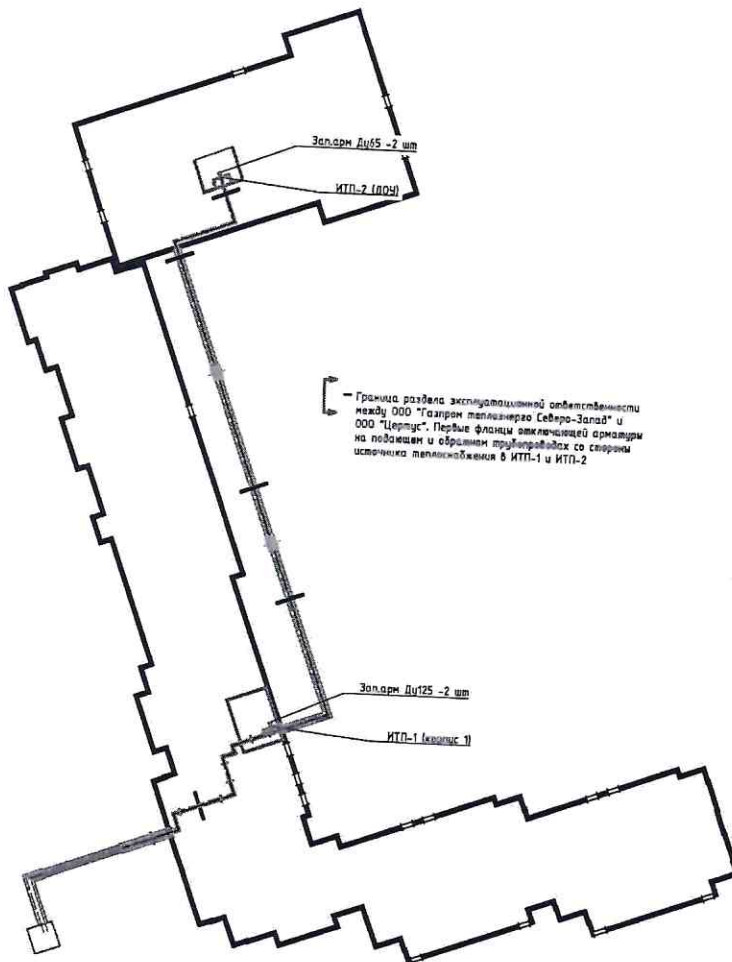 Зап.арм Ду65 -2 шт
ИТП-2 (ДОУ)
– Граница раздела эксплуатационной ответственности
между ООО "Газпром теплоэнерго Северо-Запад" и
ООО "Цертус". Первые фланцы отключающей арматуры
на подающем и обратном трубопроводах со стороны
источника теплоснабжения в ИТП-1 и ИТП-2
Зап.арм Ду125 -2 шт
ИТП-1 (корпус 1)